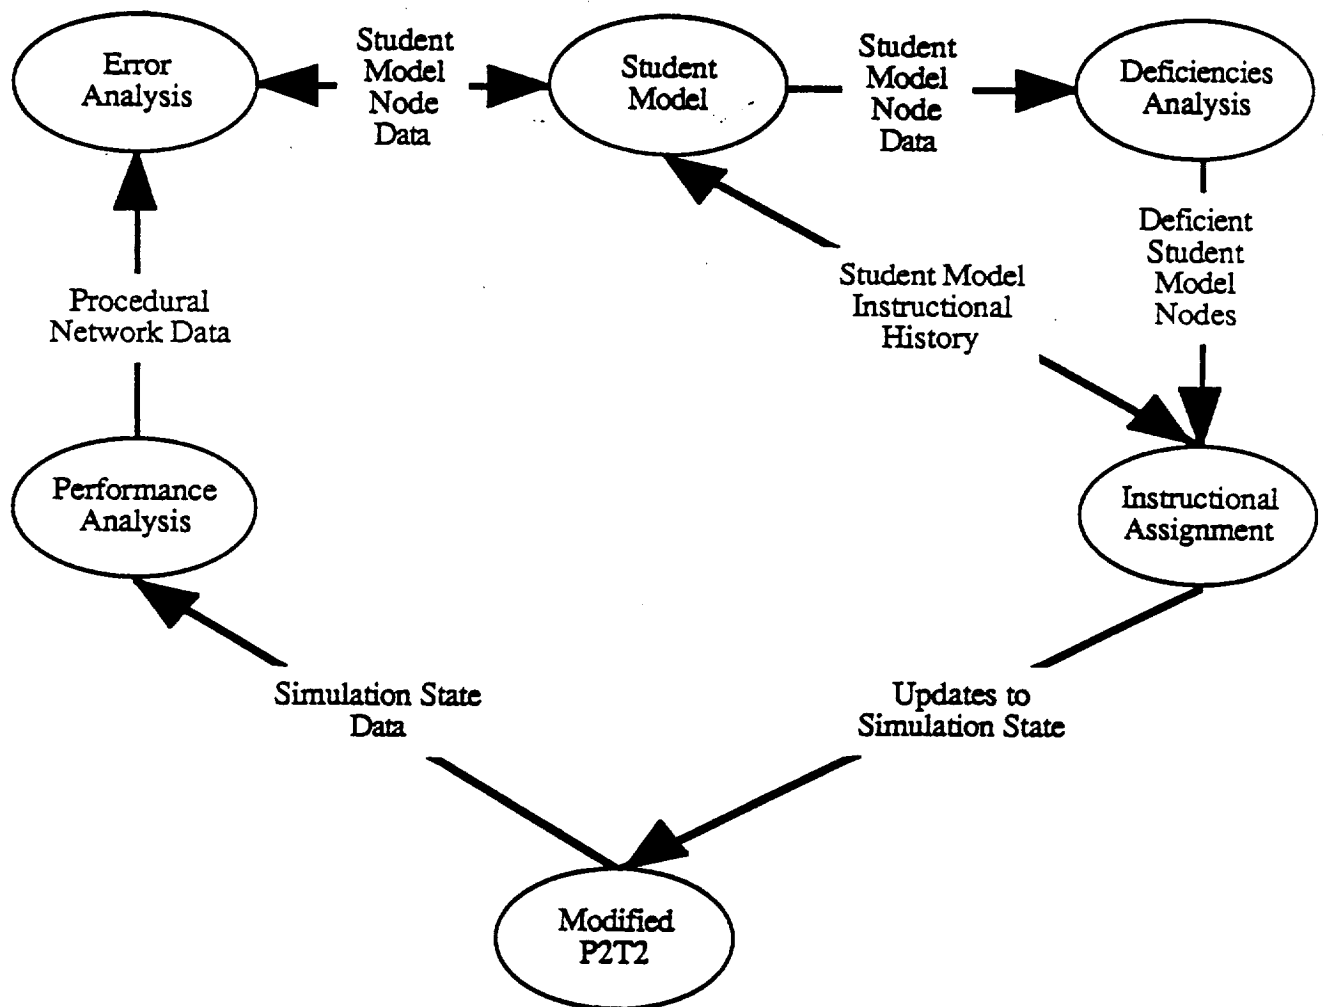 Error
Analysis
Student
Model
Node
Data
Student
Model
Student
Model
Node
Data
Deficiencies
Analysis
Deficient
Student
Model
Nodes
Student Model
Instructional
History
Procedural
Network Data
Performance
Analysis
Instructional
Assignment
Simulation State
Data
Updates to
Simulation State
Modified
P2T2